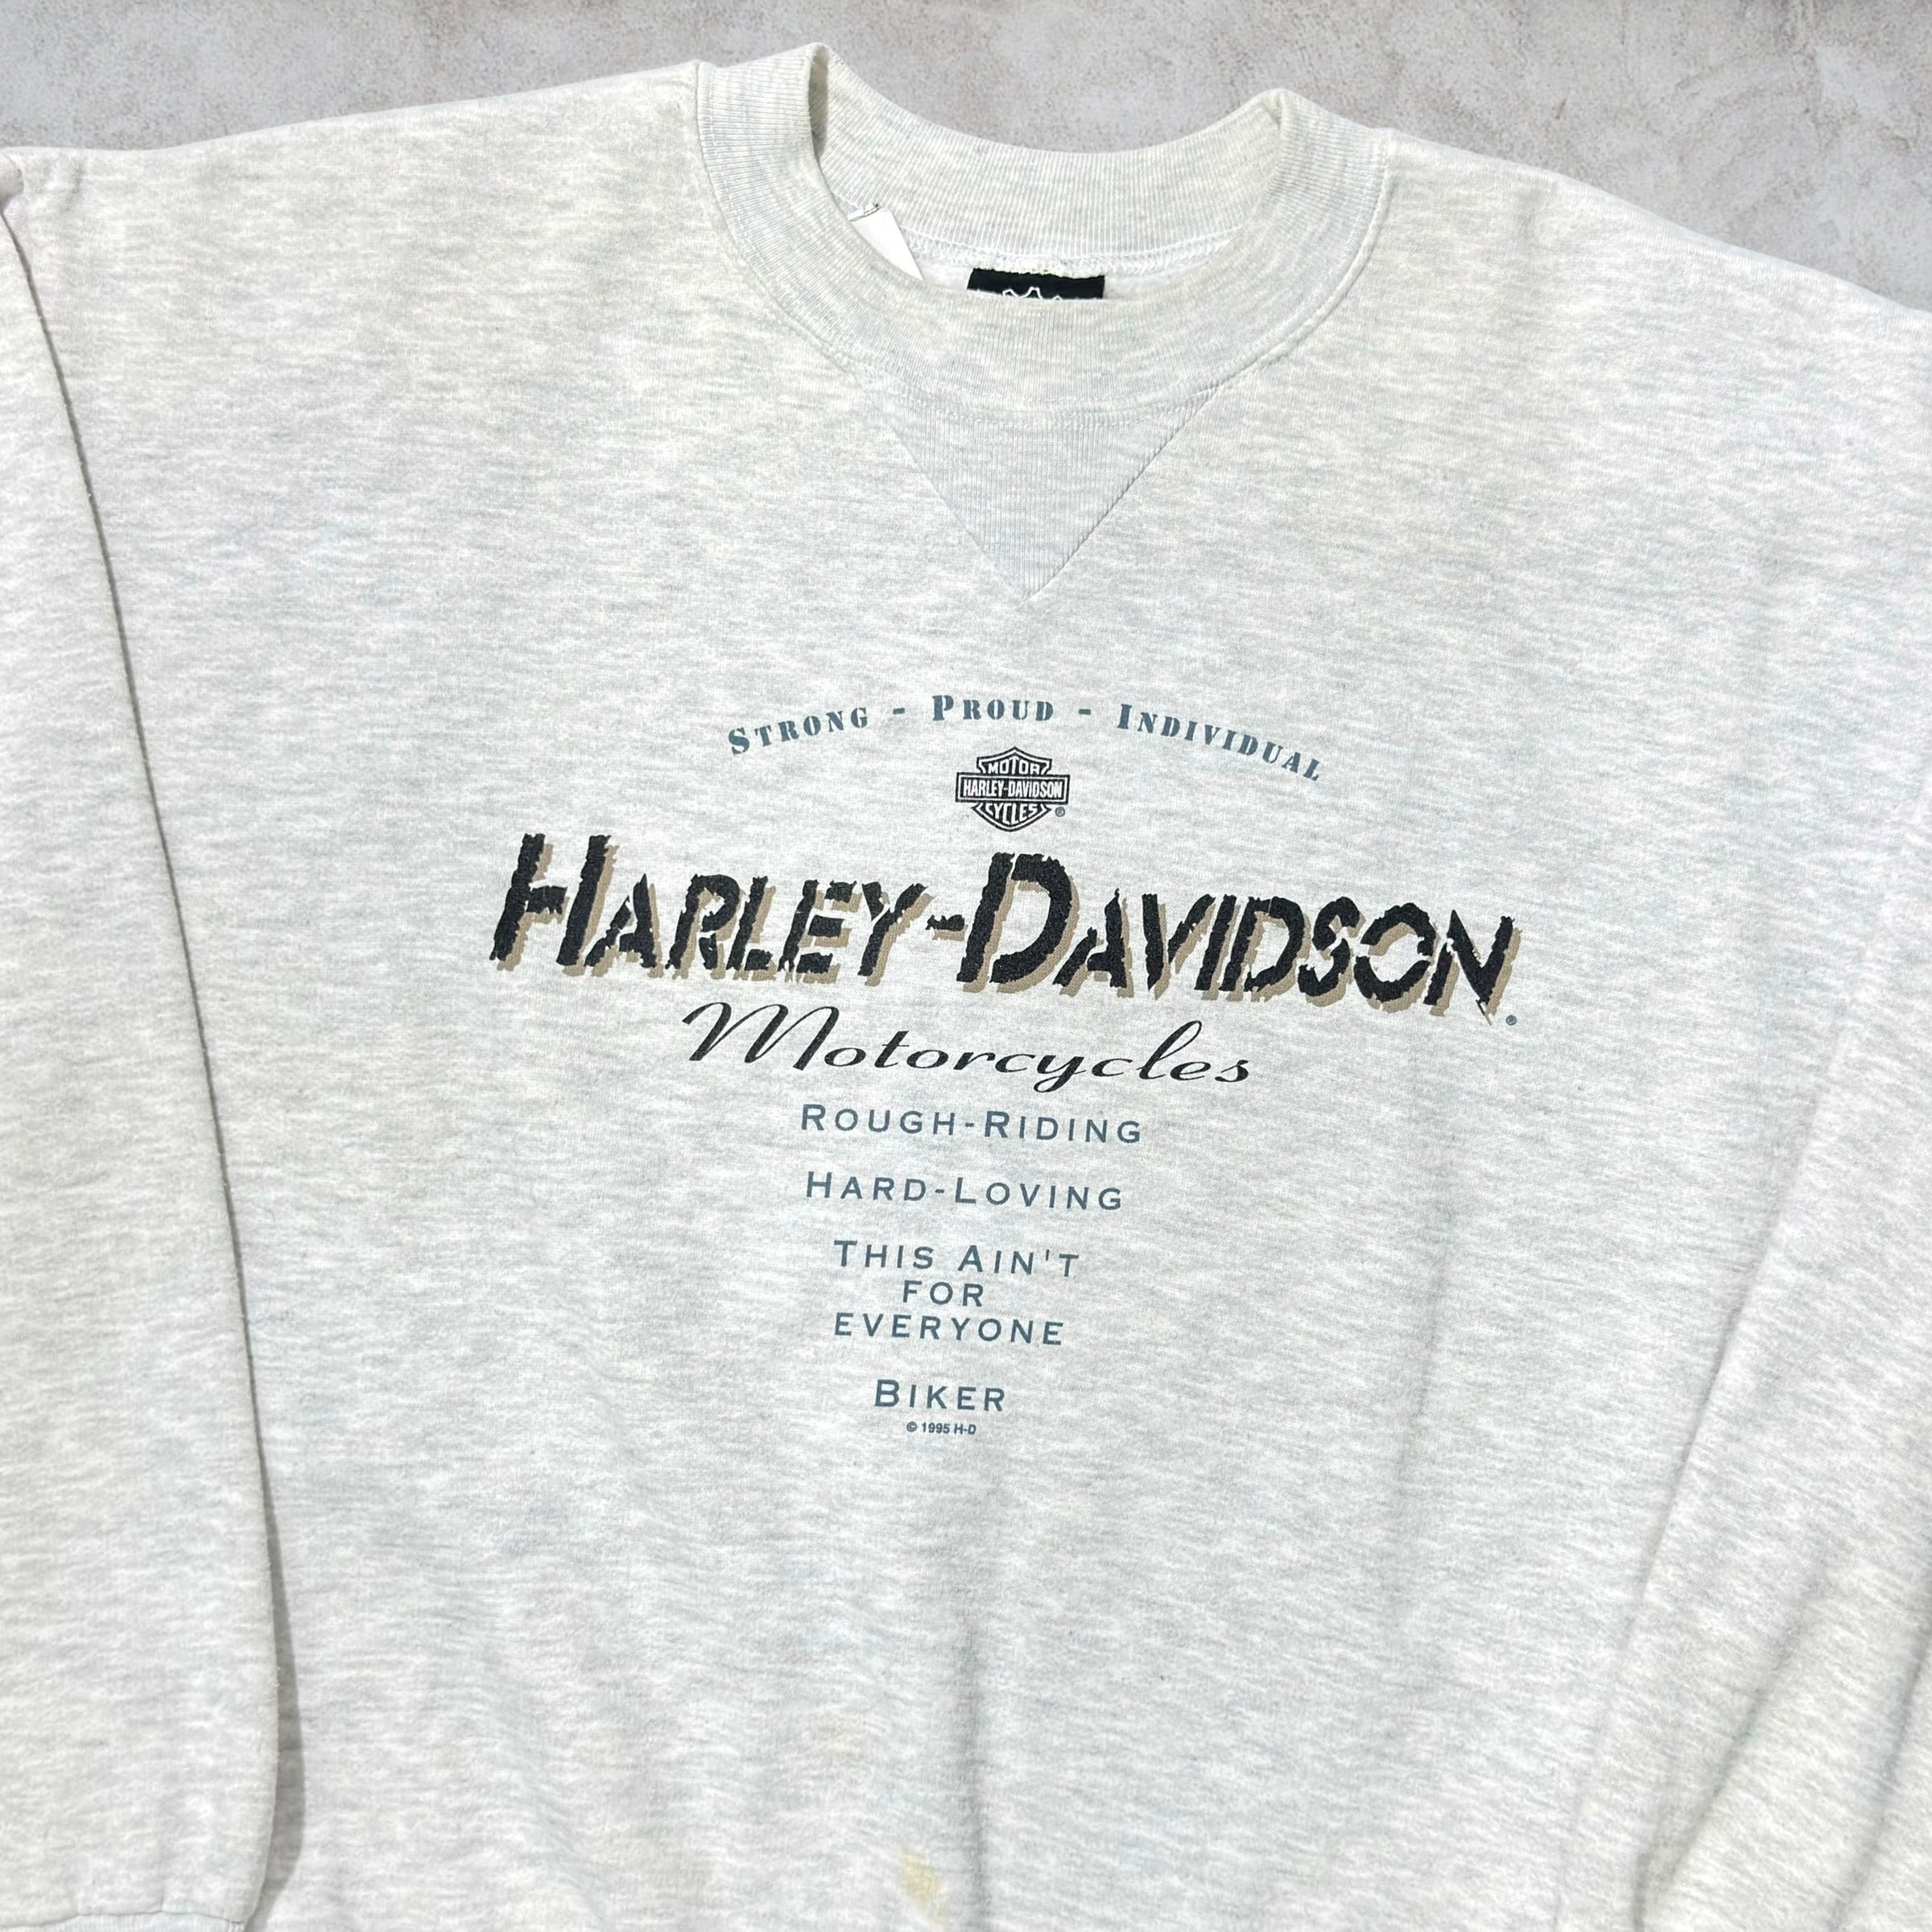 STRONG - PROUD - INDIVIDUAL
MOTOR
HARLEY-DAVIDSON
CYCLES ®
HARLEY-DAVIDSON®
Motorcycles
ROUGH-RIDING
HARD-LOVING
THIS AIN'T
FOR
EVERYONE
BIKER
© 1995 H-D